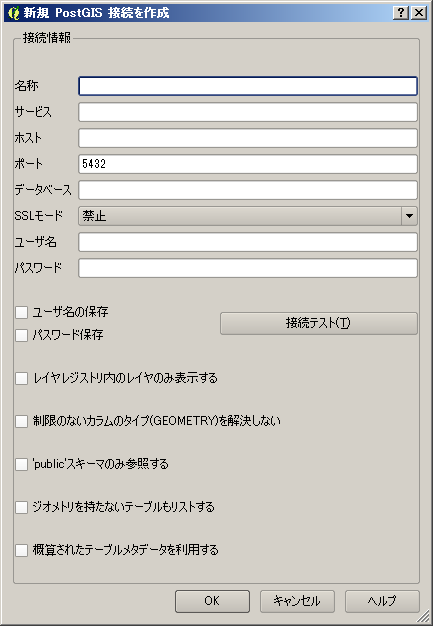 新規 PostGIS 接続を作成
接続情報
名称
サービス
ホスト
ポート 5432
データベース
SSLモード 禁止
ユーザ名
パスワード
ユーザ名の保存
パスワード保存
接続テスト(T)
レイヤレジストリ内のレイヤのみ表示する
制限のないカラムのタイプ(GEOMETRY)を解決しない
'public'スキーマのみ参照する
ジオメトリを持たないテーブルもリストする
概算されたテーブルメタデータを利用する
OK キャンセル ヘルプ